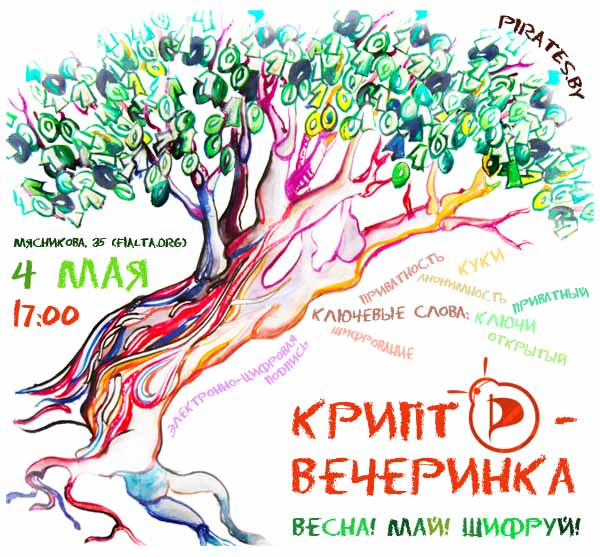 PIRATES.BY
МЯСНИКОВА, 35 (FIALTA.ORG)
4 МАЯ
17:00
ПРИВАТНОСТЬ
КУКИ
АНОНИМНОСТЬ
ПРИВАТНЫЙ
КЛЮЧЕВЫЕ СЛОВА: КЛЮЧИ
ШИФРОВАНИЕ
ОТКРЫТЫЙ
ЭЛЕКТРОННО-ЦИФРОВАЯ
ПОДПИСЬ
КРИПТО-
ВЕЧЕРИНКА
ВЕСНА! МАЙ! ШИФРУЙ!